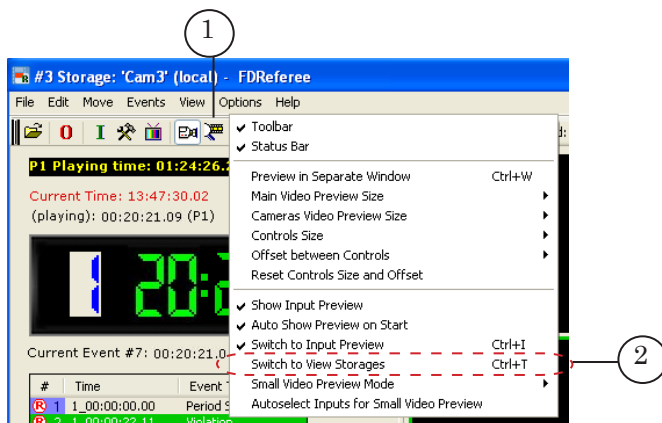 1
#3 Storage: 'Cam3' (local) - FDReferee
File Edit Move Events View Options Help
Toolbar
Status Bar
P1 Playing time: 01:24:26.2
Preview in Separate Window Ctrl+W
Current Time: 13:47:30.02
Main Video Preview Size
(playing): 00:20:21.09 (P1)
Cameras Video Preview Size
Controls Size
Offset between Controls
Reset Controls Size and Offset
1 20:2
Show Input Preview
Auto Show Preview on Start
Current Event #7: 00:20:21.0
Switch to Input Preview Ctrl+I
Switch to View Storages Ctrl+T
2
# Time Event T
Small Video Preview Mode
R 1 1_00:00:00.00 Period S
Autoselect Inputs for Small Video Preview
R 2 1_00:00:22.11 Violation